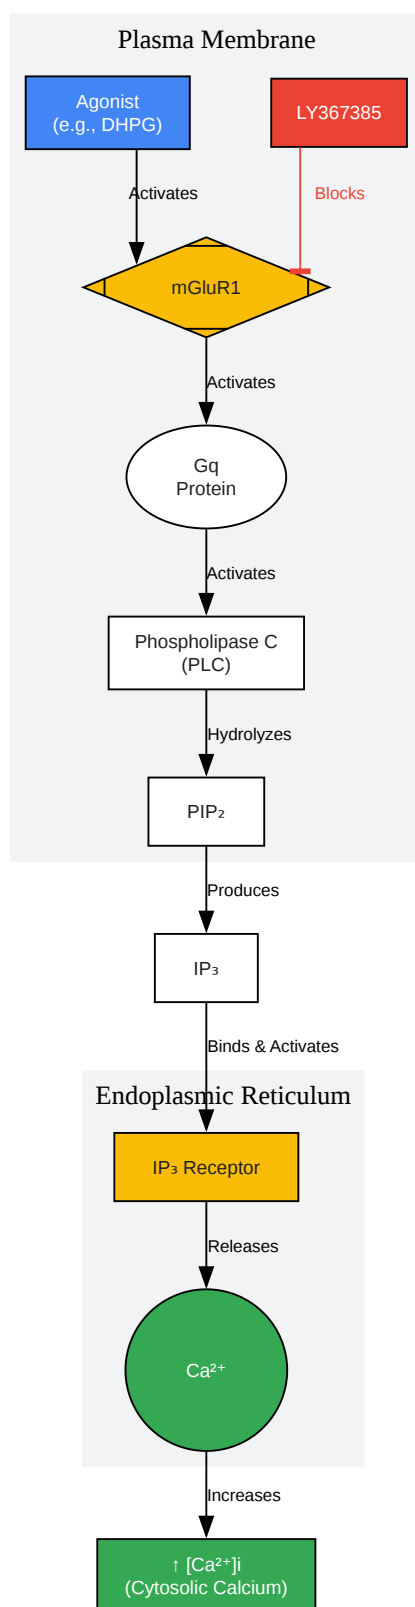 Plasma Membrane
Agonist
(e.g., DHPG)
LY367385
Activates
Blocks
mGluR1
Activates
Gq
Protein
Activates
Phospholipase C
(PLC)
Hydrolyzes
PIP₂
Produces
IP₃
Binds & Activates
Endoplasmic Reticulum
IP₃ Receptor
Releases
Ca²⁺
Increases
↑ [Ca²⁺]i
(Cytosolic Calcium)